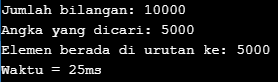 Jumlah bilangan: 10000
Angka yang dicari: 5000
Elemen berada di urutan ke: 5000
Waktu = 25ms